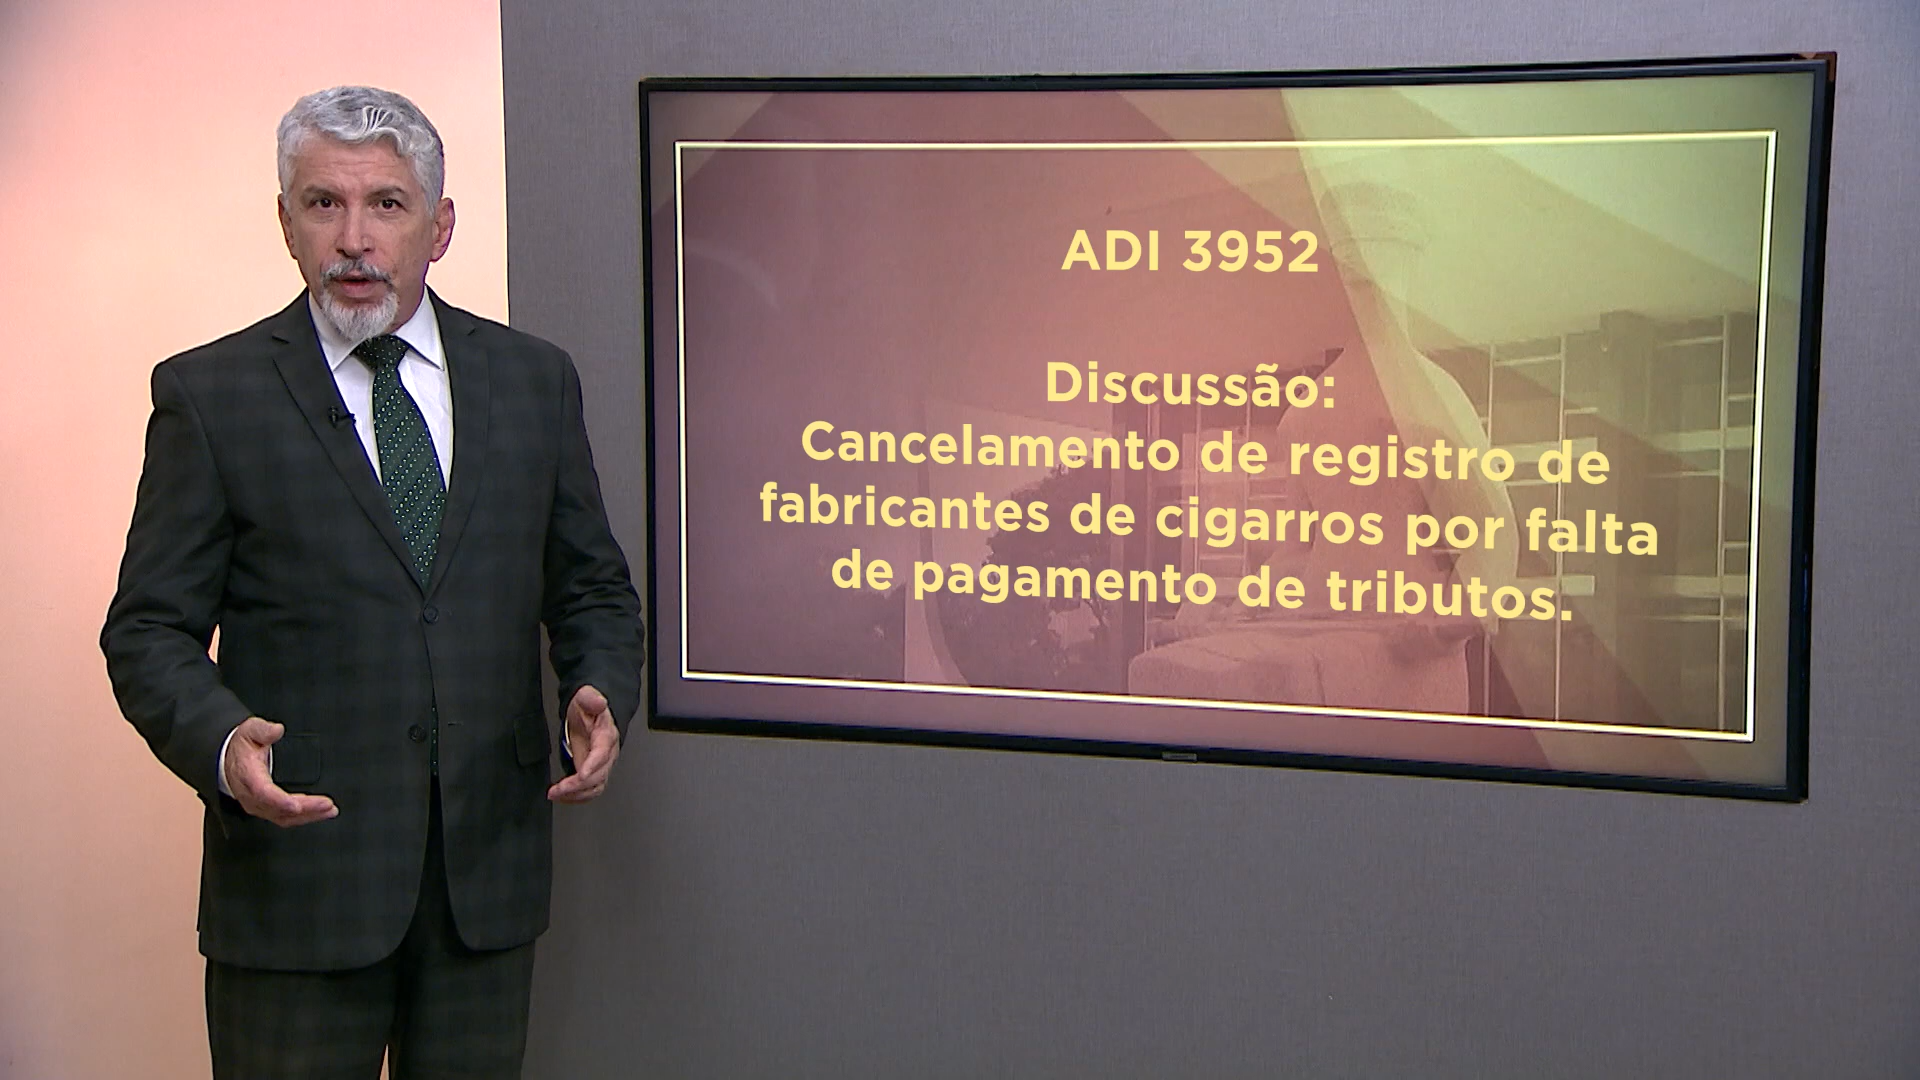 ADI 3952
Discussão:
Cancelamento de registro de
fabricantes de cigarros por falta
de pagamento de tributos.